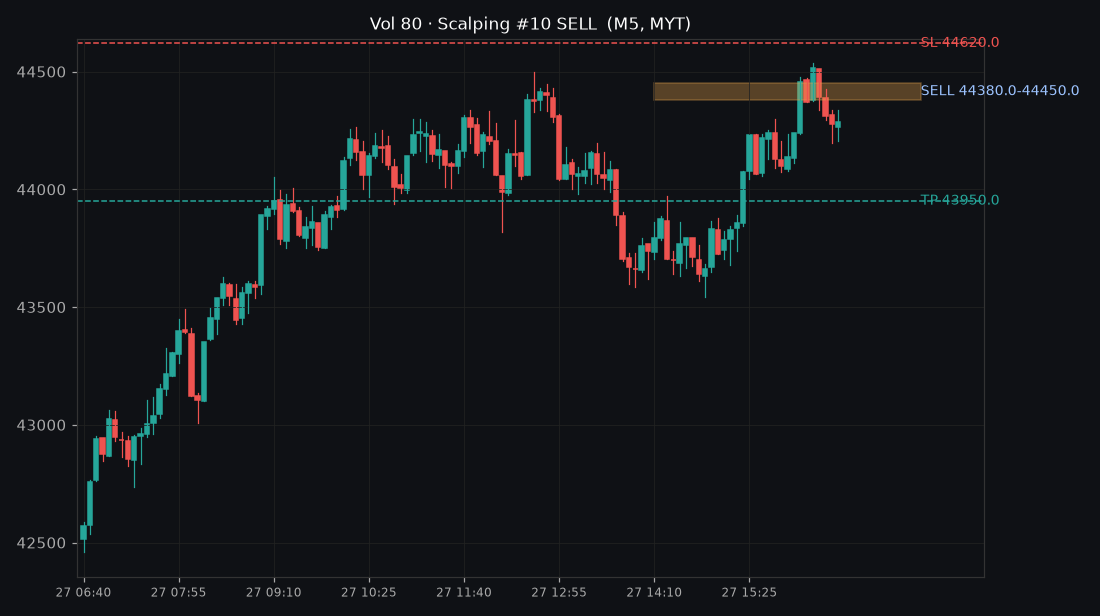 Vol 80 · Scalping #10 SELL (M5, MYT)
SL 44620.0
44500
SELL 44380.0-44450.0
44000
TP 43950.0
43500
43000
42500
27 06:40 27 07:55 27 09:10 27 10:25 27 11:40 27 12:55 27 14:10 27 15:25